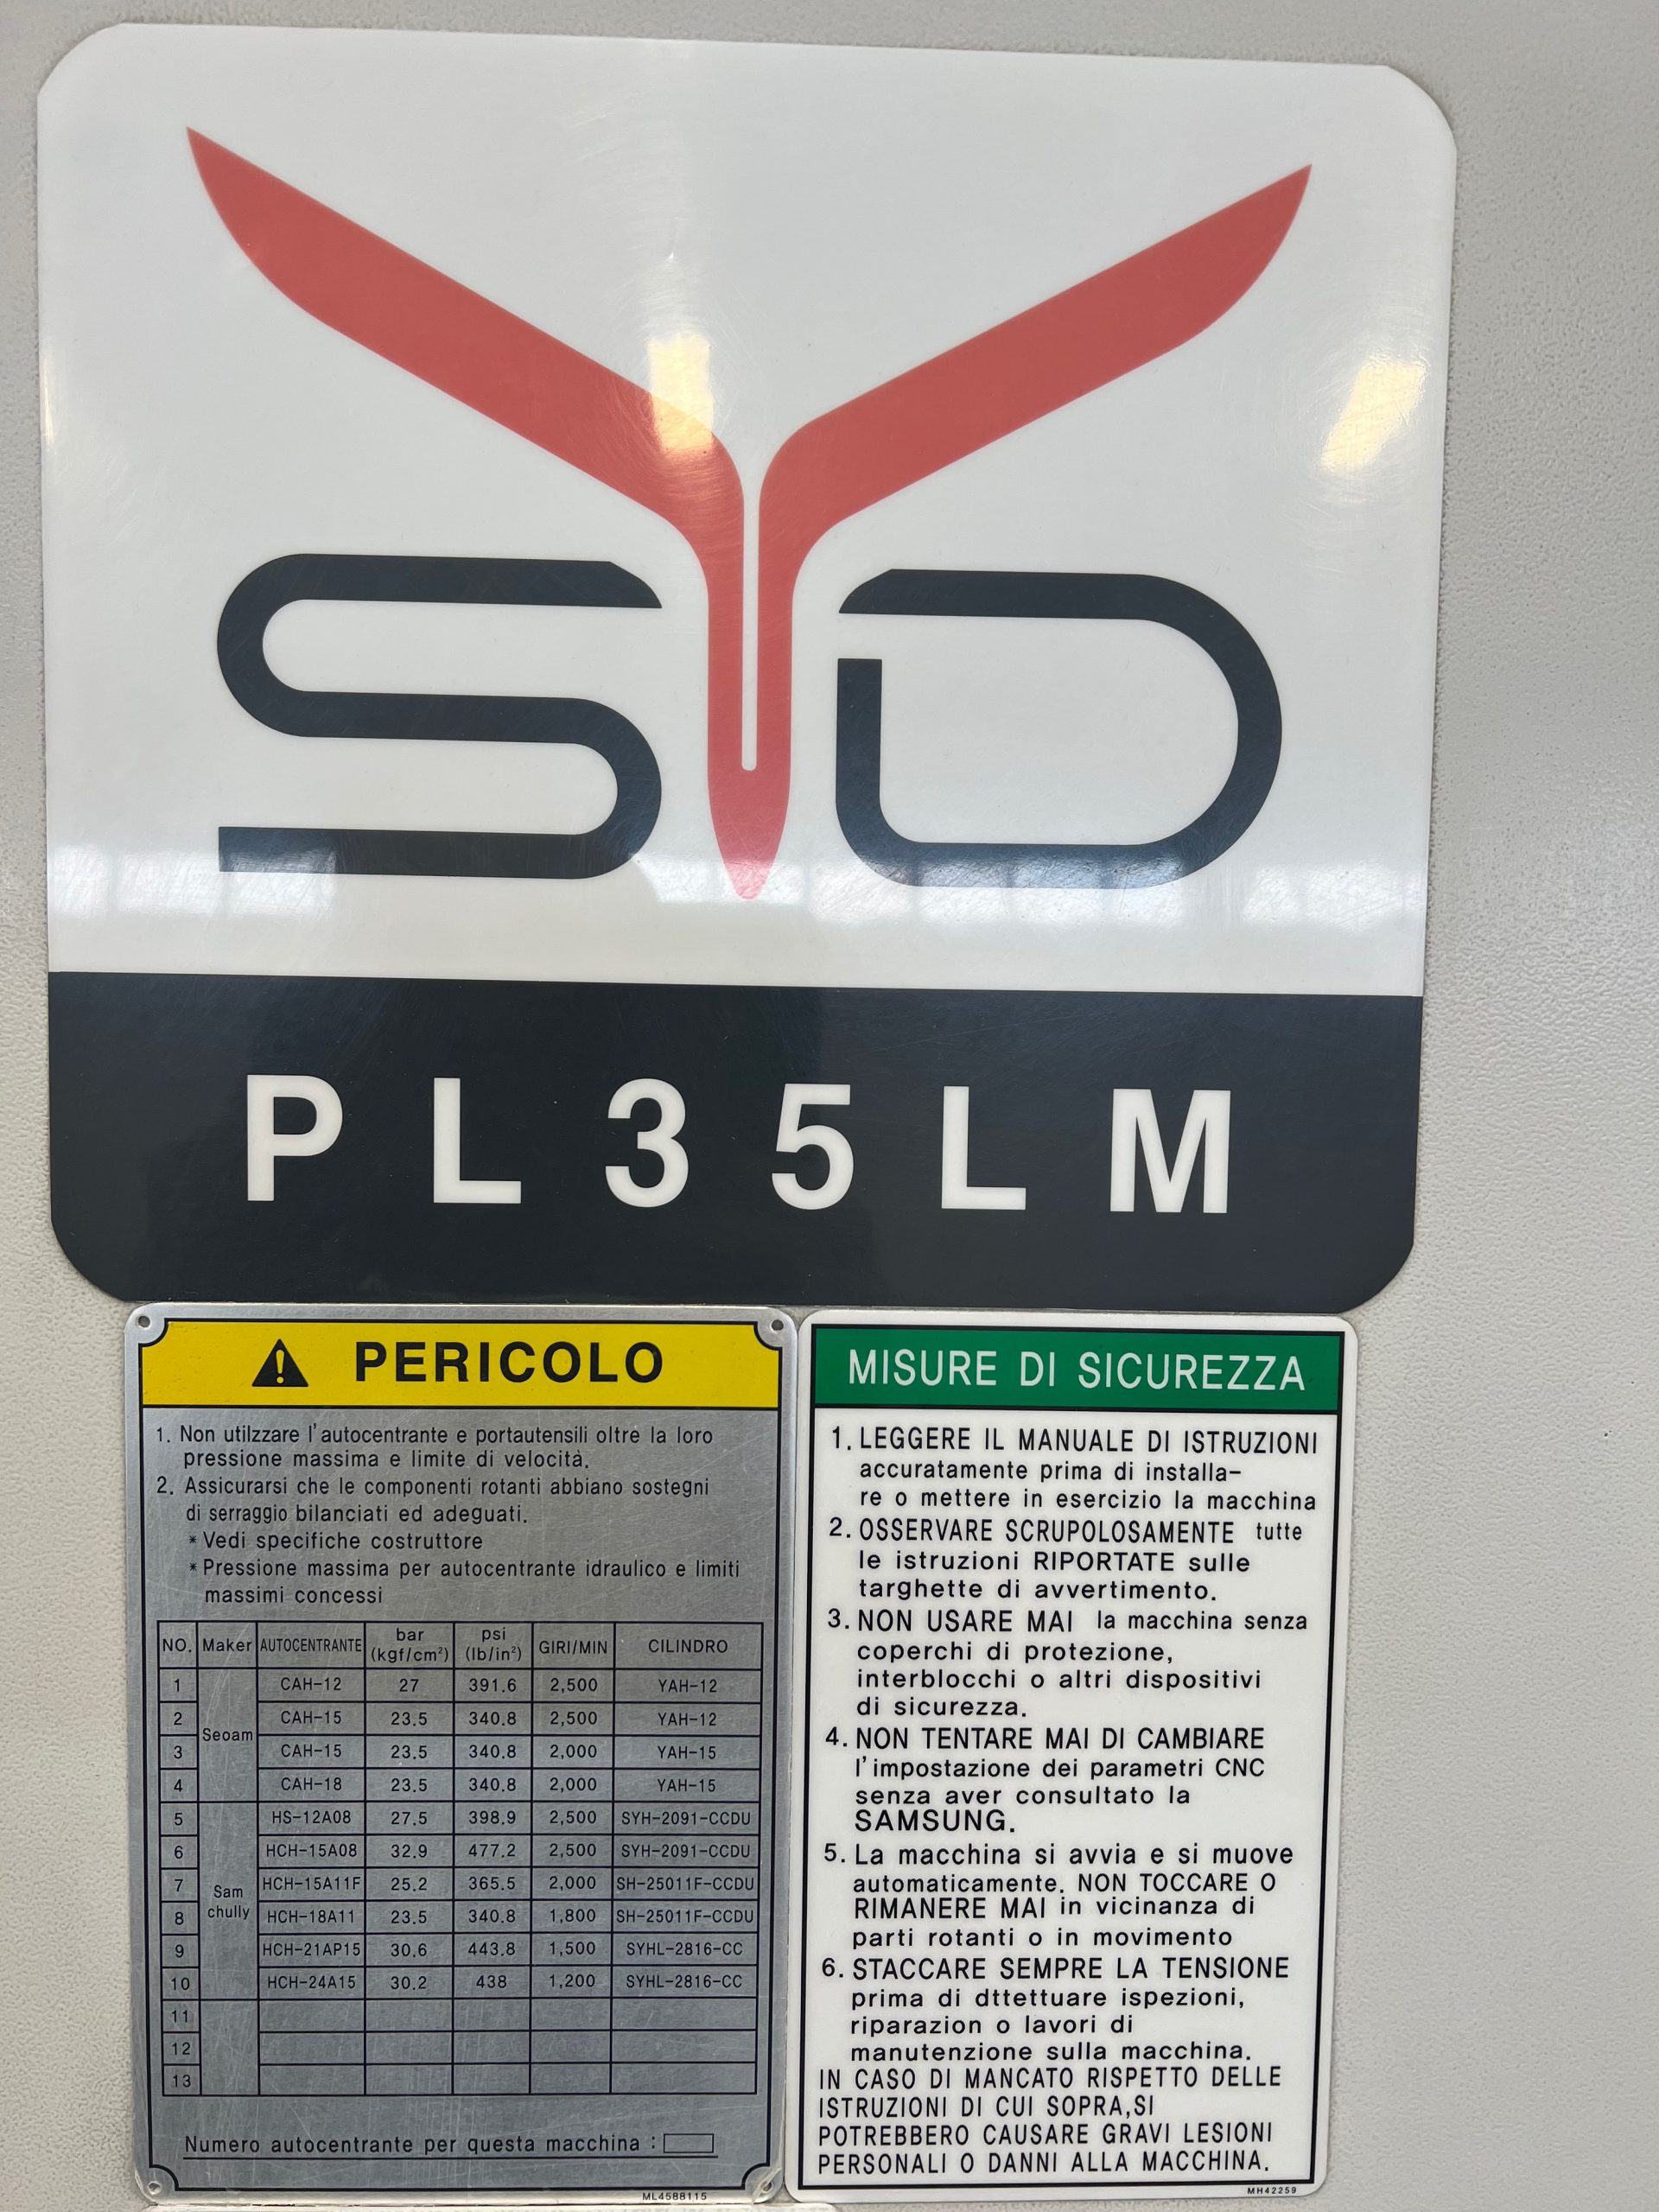 SYD
PL35LM
PERICOLO
1. Non utilzzare l'autocentrante e portautensili oltre la loro
pressione massima e limite di velocità.
2. Assicurarsi che le componenti rotanti abbiano sostegni
di serraggio bilanciati ed adeguati.
* Vedi specifiche costruttore
* Pressione massima per autocentrante idraulico e limiti
massimi concessi
NO. Maker AUTOCENTRANTE bar (kgf/cm²) psi (lb/in²) GIRI/MIN CILINDRO
1 CAH-12 27 391.6 2,500 YAH-12
2 CAH-15 23.5 340.8 2,500 YAH-12
Seoam
3 CAH-15 23.5 340.8 2,000 YAH-15
4 CAH-18 23.5 340.8 2,000 YAH-15
5 HS-12A08 27.5 398.9 2,500 SYH-2091-CCDU
6 HCH-15A08 32.9 477.2 2,500 SYH-2091-CCDU
7 HCH-15A11F 25.2 365.5 2,000 SH-25011F-CCDU
Sam
chully
8 HCH-18A11 23.5 340.8 1,800 SH-25011F-CCDU
9 HCH-21AP15 30.6 443.8 1,500 SYHL-2816-CC
10 HCH-24A15 30.2 438 1,200 SYHL-2816-CC
11
12
13
Numero autocentrante per questa macchina :
ML4588115
MISURE DI SICUREZZA
1. LEGGERE IL MANUALE DI ISTRUZIONI
accuratamente prima di installa-
re o mettere in esercizio la macchina
2. OSSERVARE SCRUPOLOSAMENTE tutte
le istruzioni RIPORTATE sulle
targhette di avvertimento.
3. NON USARE MAI la macchina senza
coperchi di protezione,
interblocchi o altri dispositivi
di sicurezza.
4. NON TENTARE MAI DI CAMBIARE
l'impostazione dei parametri CNC
senza aver consultato la
SAMSUNG.
5. La macchina si avvia e si muove
automaticamente. NON TOCCARE O
RIMANERE MAI in vicinanza di
parti rotanti o in movimento
6. STACCARE SEMPRE LA TENSIONE
prima di dttettuare ispezioni,
riparazion o lavori di
manutenzione sulla macchina.
IN CASO DI MANCATO RISPETTO DELLE
ISTRUZIONI DI CUI SOPRA,SI
POTREBBERO CAUSARE GRAVI LESIONI
PERSONALI O DANNI ALLA MACCHINA.
MH42259